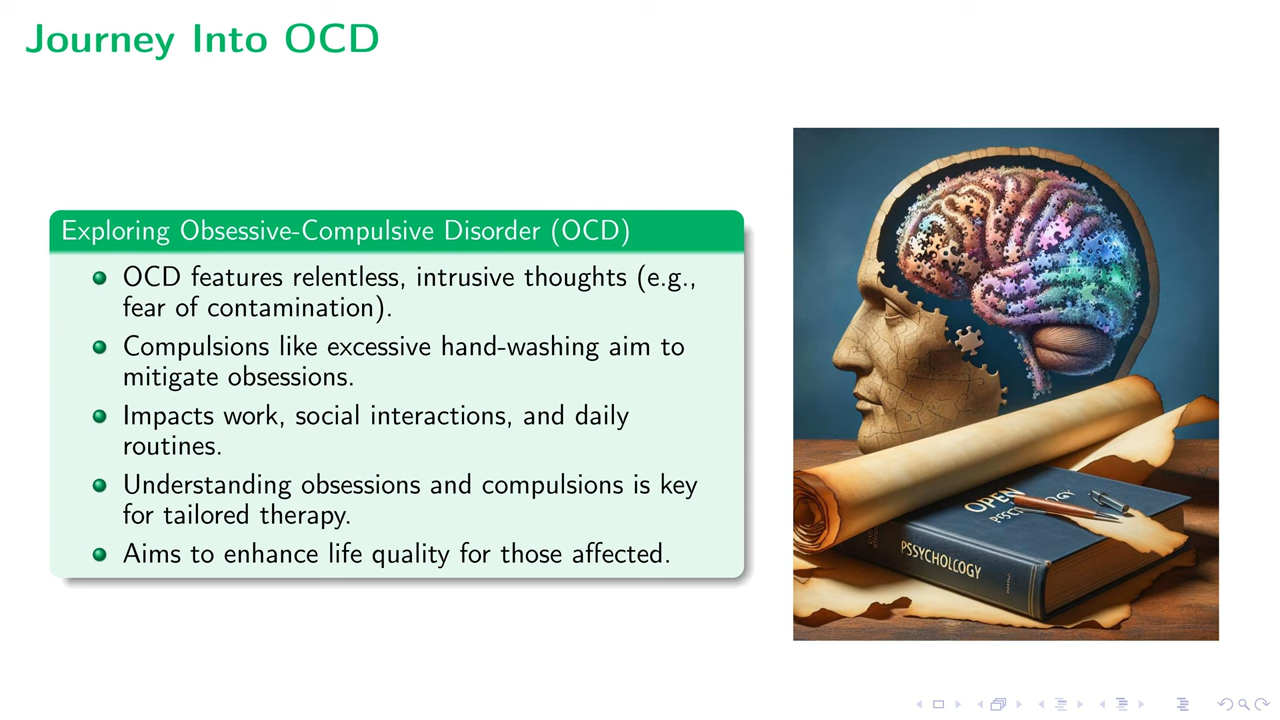 Journey Into OCD
Exploring Obsessive-Compulsive Disorder (OCD)
OCD features relentless, intrusive thoughts (e.g.,
fear of contamination).
Compulsions like excessive hand-washing aim to
mitigate obsessions.
Impacts work, social interactions, and daily
routines.
Understanding obsessions and compulsions is key
for tailored therapy.
Aims to enhance life quality for those affected.
OPEN
PSSYCHOLLOGY